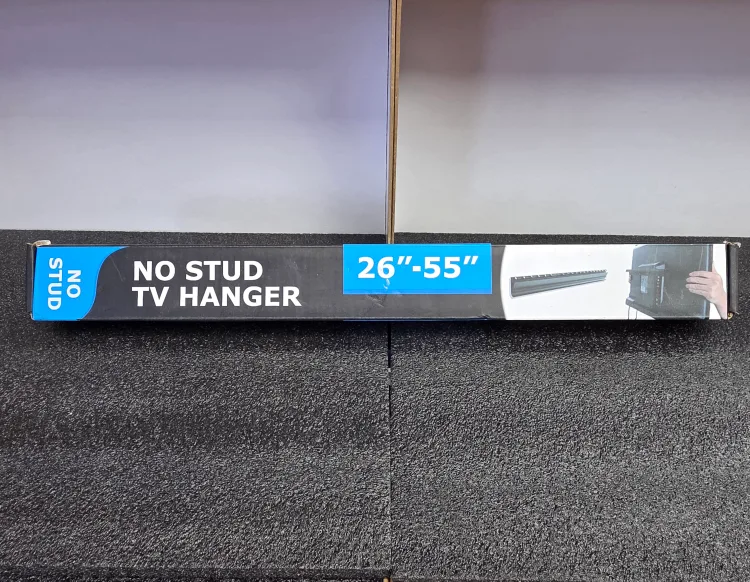 NO
STUD
NO STUD
TV HANGER
26”-55”